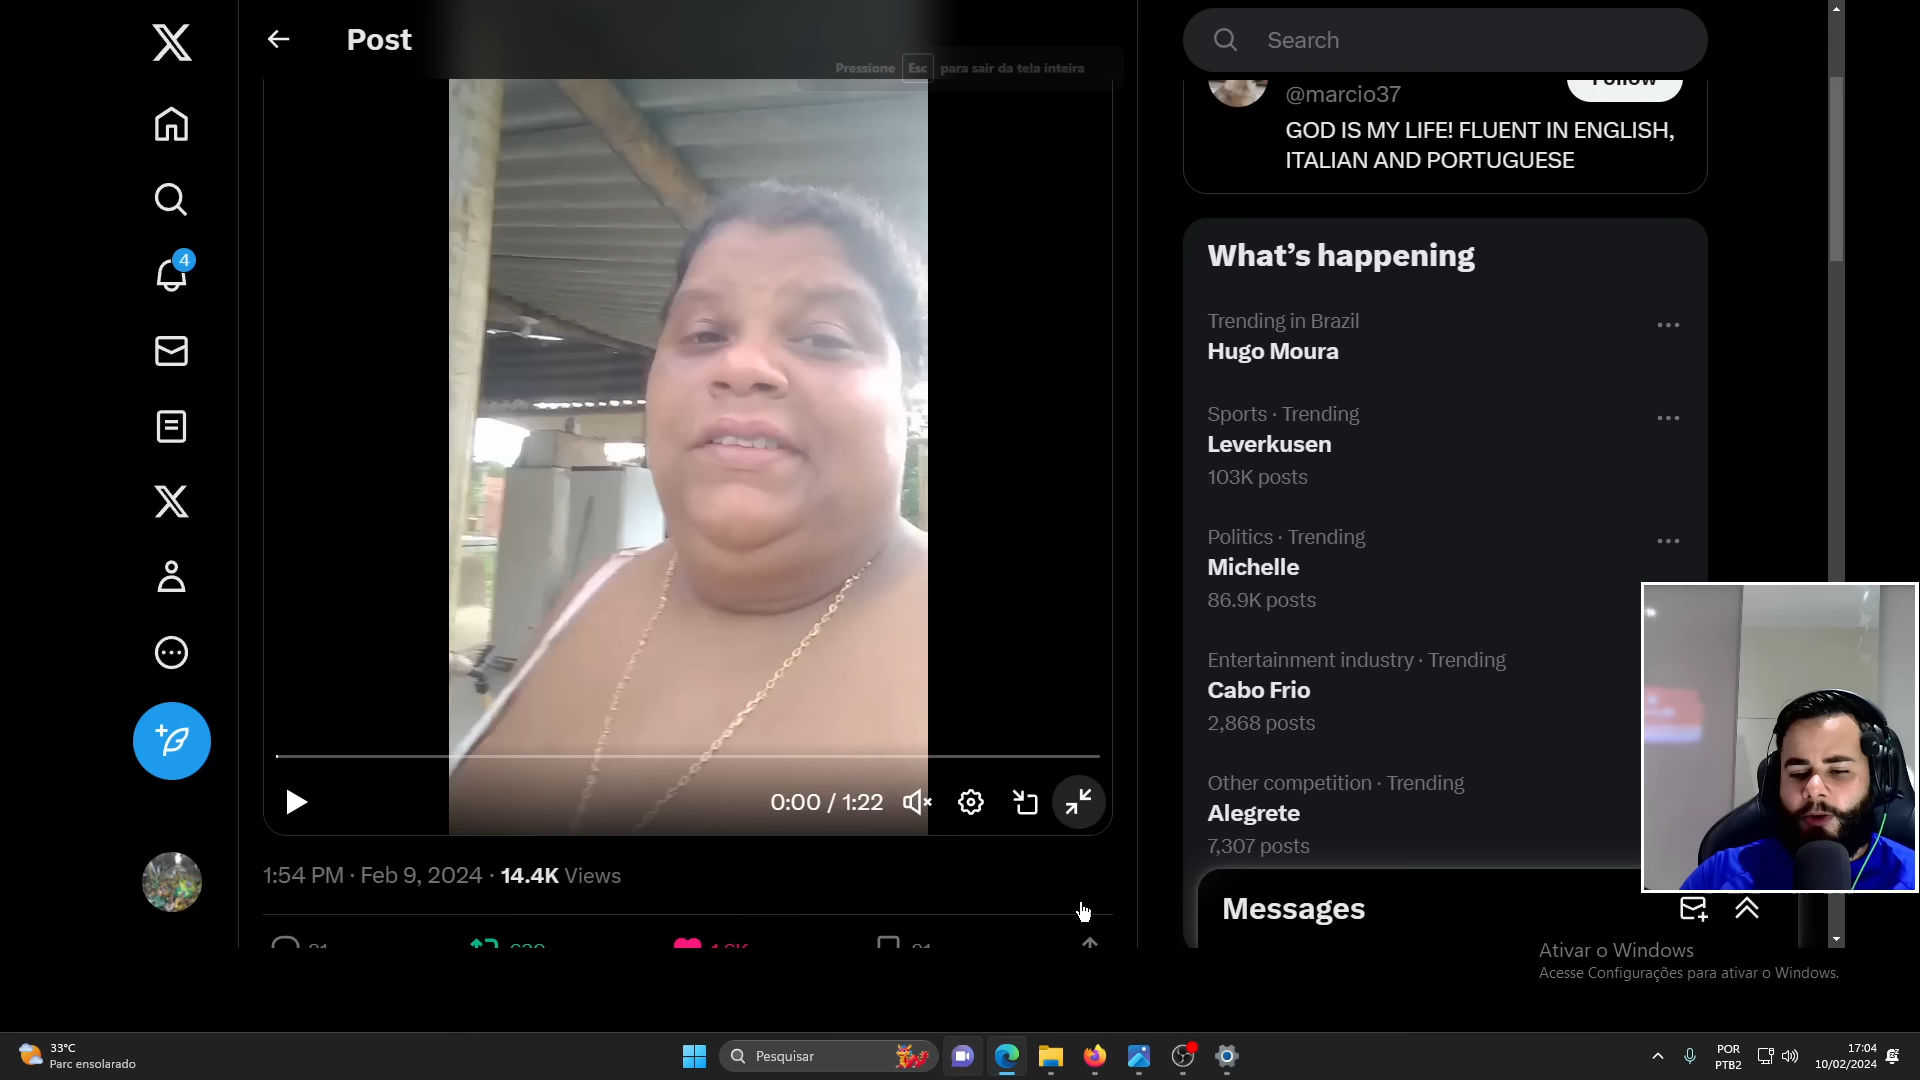 Post
Pressione Esc para sair da tela inteira
Search
@marcio37
Follow
GOD IS MY LIFE! FLUENT IN ENGLISH,
ITALIAN AND PORTUGUESE
4
What's happening
Trending in Brazil
Hugo Moura
Sports · Trending
Leverkusen
103K posts
Politics · Trending
Michelle
86.9K posts
Entertainment industry · Trending
Cabo Frio
2,868 posts
Other competition · Trending
Alegrete
7,307 posts
0:00 / 1:22
1:54 PM · Feb 9, 2024 · 14.4K Views
Messages
Ativar o Windows
Acesse Configurações para ativar o Windows.
33°C
Parc ensolarado
Pesquisar
POR
PTB2
17:04
10/02/2024